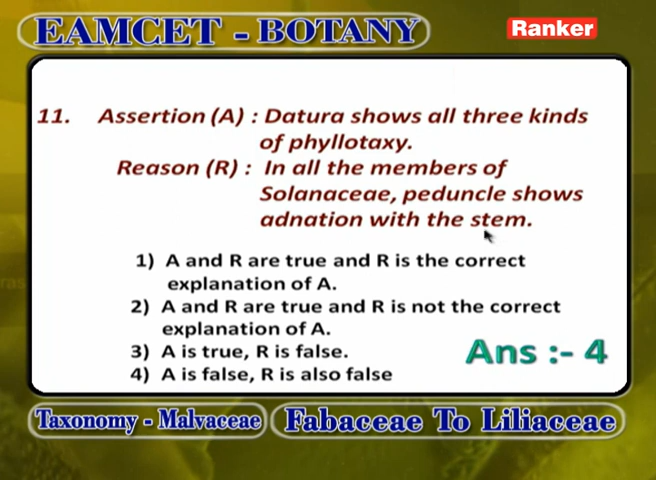 EAMCET - BOTANY
Ranker
11. Assertion (A) : Datura shows all three kinds
of phyllotaxy.
Reason (R) : In all the members of
Solanaceae, peduncle shows
adnation with the stem.
1) A and R are true and R is the correct
explanation of A.
2) A and R are true and R is not the correct
explanation of A.
3) A is true, R is false.
4) A is false, R is also false
Ans :- 4
Taxonomy - Malvaceae
Fabaceae To Liliaceae